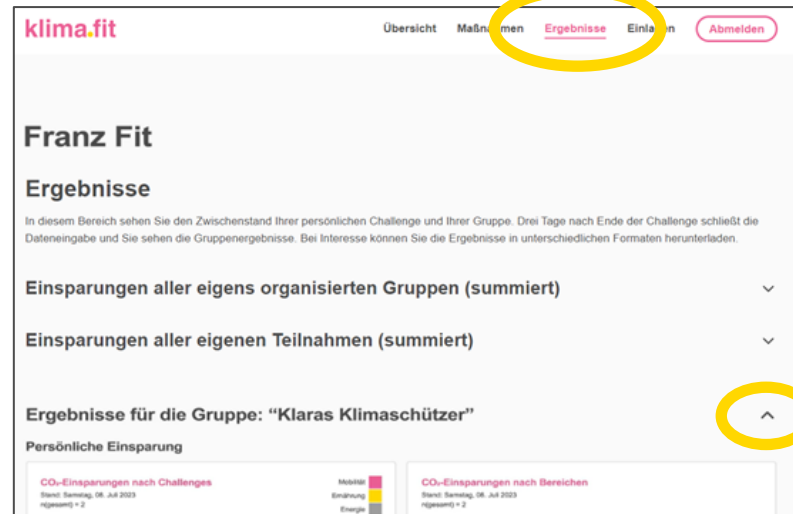 klima.fit
Übersicht Maßnahmen Ergebnisse Einladen Abmelden
Franz Fit
Ergebnisse
In diesem Bereich sehen Sie den Zwischenstand Ihrer persönlichen Challenge und Ihrer Gruppe. Drei Tage nach Ende der Challenge schließt die
Dateneingabe und Sie sehen die Gruppenergebnisse. Bei Interesse können Sie die Ergebnisse in unterschiedlichen Formaten herunterladen.
Einsparungen aller eigens organisierten Gruppen (summiert)
Einsparungen aller eigenen Teilnahmen (summiert)
Ergebnisse für die Gruppe: “Klaras Klimaschützer”
Persönliche Einsparung
CO₂-Einsparungen nach Challenges
Stand: Samstag, 08. Juli 2023
n(gesamt) = 2
Mobilität
Ernährung
Energie
CO₂-Einsparungen nach Bereichen
Stand: Samstag, 08. Juli 2023
n(gesamt) = 2